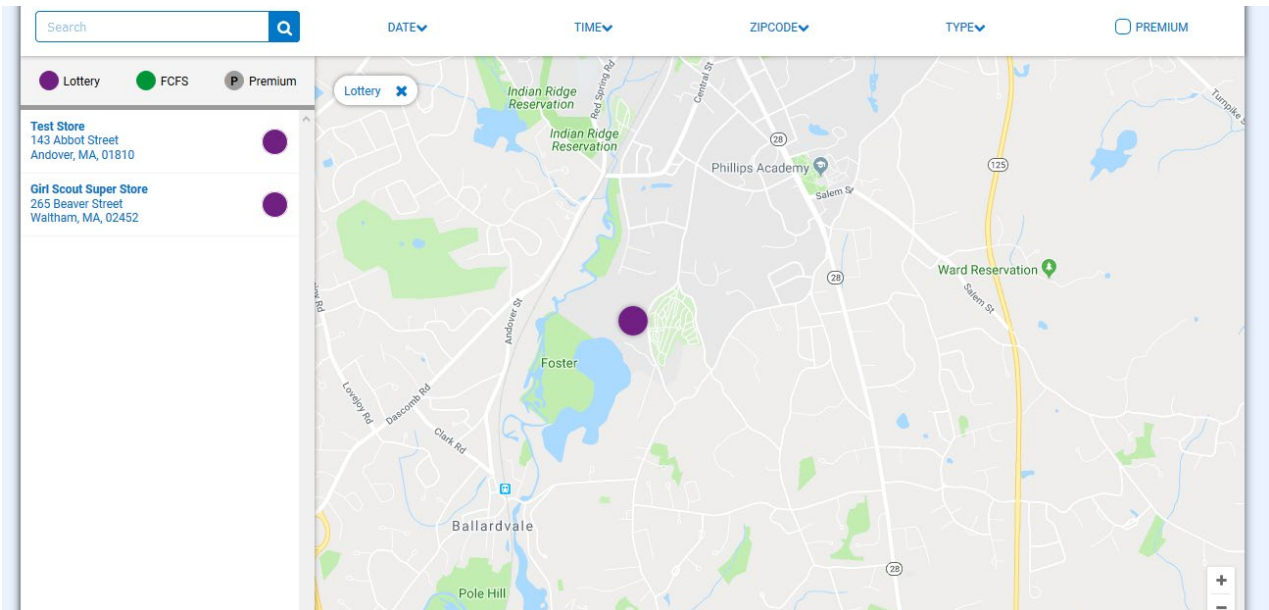 Search
DATE
TIME
ZIPCODE
TYPE
PREMIUM
Lottery
FCFS
P
Premium
Test Store
143 Abbot Street
Andover, MA, 01810
Girl Scout Super Store
265 Beaver Street
Waltham, MA, 02452
Lottery
Indian Ridge
Reservation
Red Spring Rd
Central St
Turnpike S
Indian Ridge
Reservation
28
125
Phillips Academy
Salem St
Ward Reservation
28
Salem St
joy Rd
Andover St
Foster
Lovejoy Rd
Dascomb Rd
Clark Rd
Ballardvale
28
Pole Hill
+
−